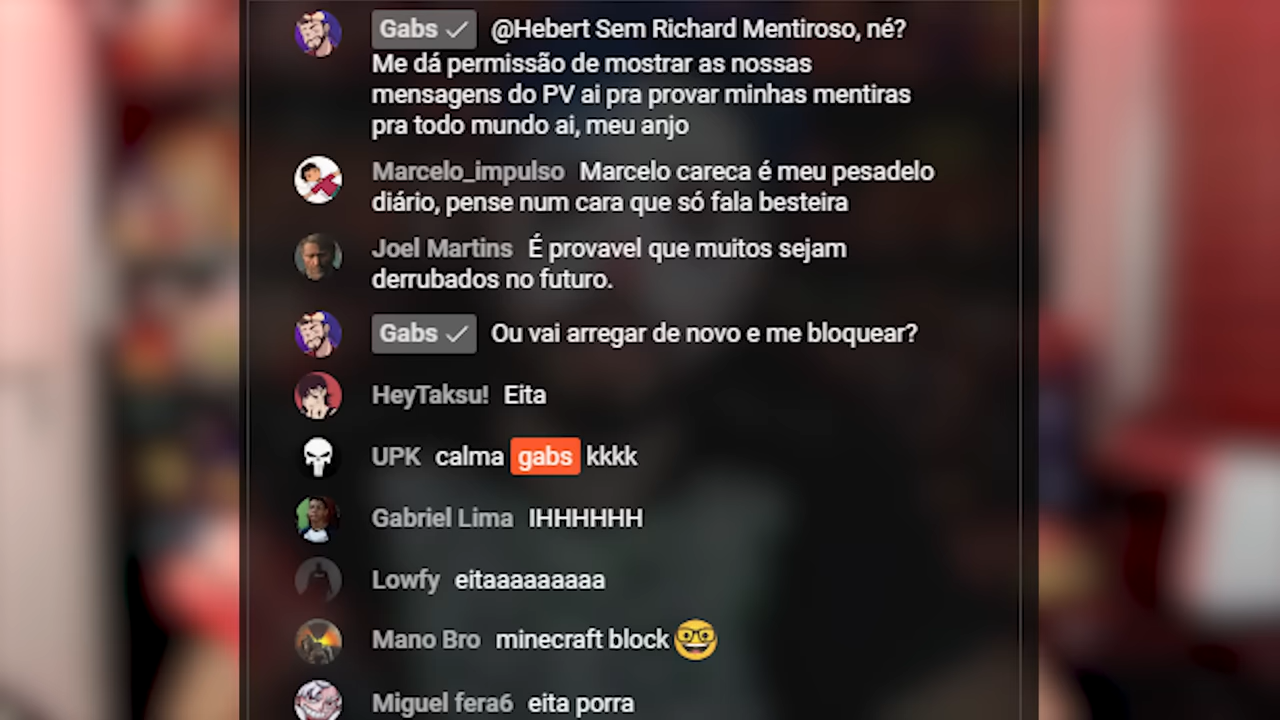 Gabs @Hebert Sem Richard Mentiroso, né?
Me dá permissão de mostrar as nossas
mensagens do PV ai pra provar minhas mentiras
pra todo mundo ai, meu anjo
Marcelo_impulso Marcelo careca é meu pesadelo
diário, pense num cara que só fala besteira
Joel Martins É provavel que muitos sejam
derrubados no futuro.
Gabs Ou vai arregar de novo e me bloquear?
HeyTaksu! Eita
UPK calma gabs kkkk
Gabriel Lima IHHHHHH
Lowfy eitaaaaaaaaa
Mano Bro minecraft block 🤓
Miguel fera6 eita porra